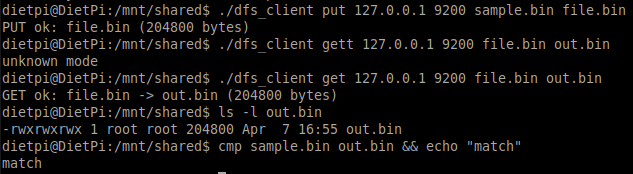 dietpi@DietPi:/mnt/shared$ ./dfs_client put 127.0.0.1 9200 sample.bin file.bin
PUT ok: file.bin (204800 bytes)
dietpi@DietPi:/mnt/shared$ ./dfs_client gett 127.0.0.1 9200 file.bin out.bin
unknown mode
dietpi@DietPi:/mnt/shared$ ./dfs_client get 127.0.0.1 9200 file.bin out.bin
GET ok: file.bin -> out.bin (204800 bytes)
dietpi@DietPi:/mnt/shared$ ls -l out.bin
-rwxrwxrwx 1 root root 204800 Apr  7 16:55 out.bin
dietpi@DietPi:/mnt/shared$ cmp sample.bin out.bin && echo "match"
match